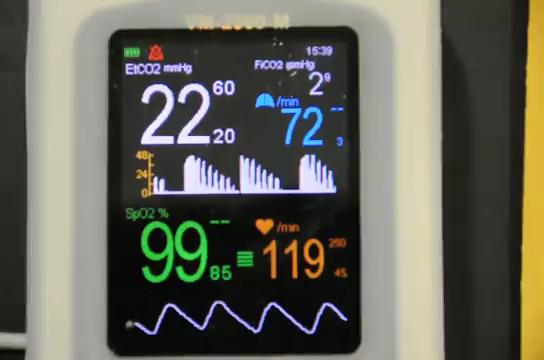 15:39
EtCO2 mmHg
FiCO2 mmHg
22 60 20
2 9
/min
72 -- 3
48
24
0
SpO2 %
99 -- 85
/min
119 250 45